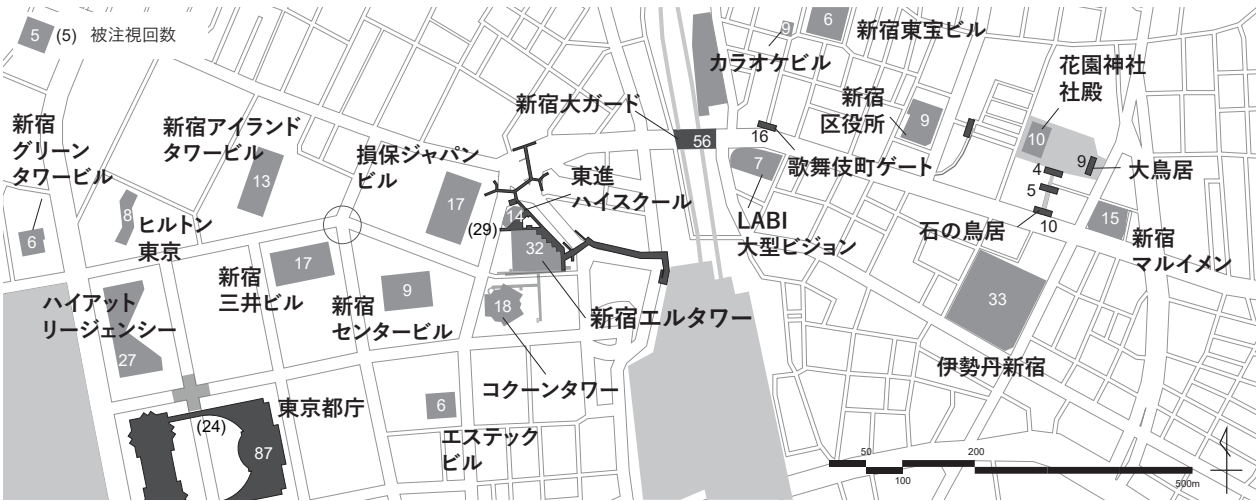 5 (5) 被注視回数
6
新宿東宝ビル
9
カラオケビル
花園神社
社殿
新宿大ガード
新宿
区役所
新宿
グリーン
タワービル
新宿アイランド
タワービル
損保ジャパン
ビル
56
16
9
10
7
歌舞伎町ゲート
4
9
大鳥居
東進
ハイスクール
13
5
17
14
8
ヒルトン
東京
LABI
大型ビジョン
石の鳥居
10
15
(29)
新宿
マルイメン
6
32
17
新宿
三井ビル
9
新宿
センタービル
33
ハイアット
リージェンシー
18
新宿エルタワー
27
伊勢丹新宿
コクーンタワー
6
東京都庁
(24)
エステック
ビル
87
50
200
100
500m